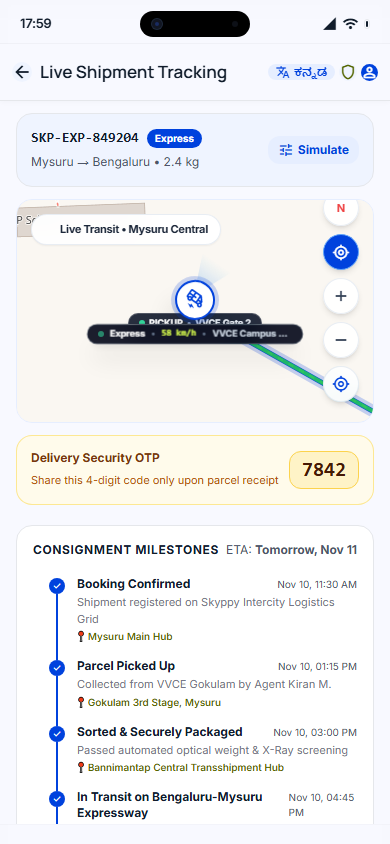 17:59
Live Shipment Tracking
ಕನ್ನಡ
SKP-EXP-849204 Express
Mysuru → Bengaluru • 2.4 kg
Simulate
Live Transit • Mysuru Central
N
PICKUP • VVCE Gate 2
Express • 58 km/h • VVCE Campus ...
+
−
Delivery Security OTP
Share this 4-digit code only upon parcel receipt
7842
CONSIGNMENT MILESTONES ETA: Tomorrow, Nov 11
Booking Confirmed Nov 10, 11:30 AM
Shipment registered on Skyppy Intercity Logistics
Grid
Mysuru Main Hub
Parcel Picked Up Nov 10, 01:15 PM
Collected from VVCE Gokulam by Agent Kiran M.
Gokulam 3rd Stage, Mysuru
Sorted & Securely Packaged Nov 10, 03:00 PM
Passed automated optical weight & X-Ray screening
Bannimantap Central Transshipment Hub
In Transit on Bengaluru-Mysuru Nov 10, 04:45
Expressway PM